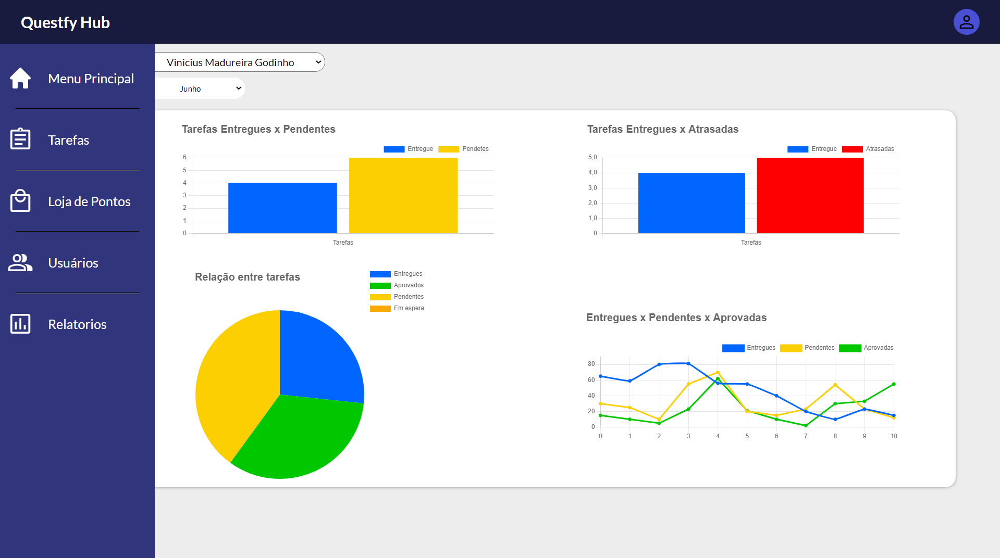 Questfy Hub
Menu Principal
Tarefas
Loja de Pontos
Usuários
Relatorios
Vinicius Madureira Godinho
Junho
Tarefas Entregues x Pendentes
Entregue Pendetes
6
5
4
3
2
1
0
Tarefas
Tarefas Entregues x Atrasadas
Entregue Atrasadas
5,0
4,0
3,0
2,0
1,0
0
Tarefas
Relação entre tarefas
Entregues
Aprovados
Pendentes
Em espera
Entregues x Pendentes x Aprovadas
Entregues Pendentes Aprovadas
80
60
40
20
0
0 1 2 3 4 5 6 7 8 9 10